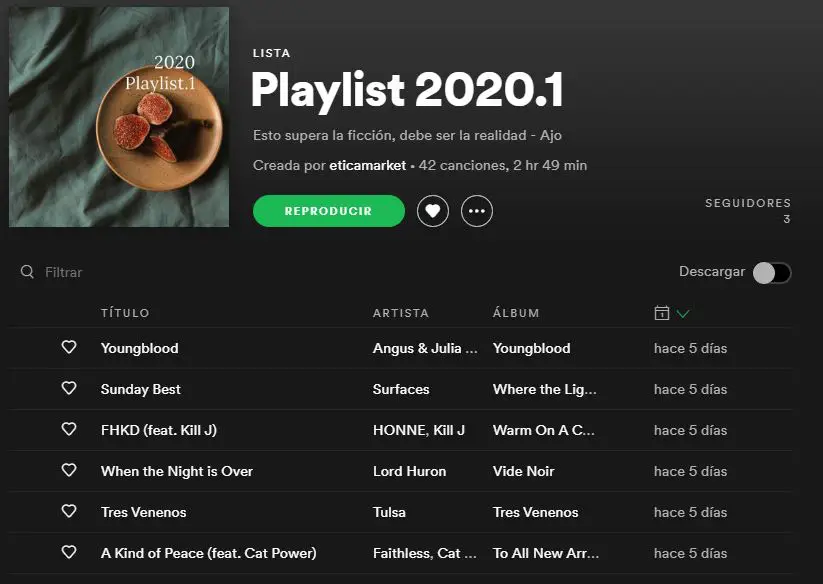 2020
Playlist.1
LISTA
Playlist 2020.1
Esto supera la ficción, debe ser la realidad - Ajo
Creada por eticamarket • 42 canciones, 2 hr 49 min
REPRODUCIR
SEGUIDORES
3
Filtrar
Descargar
TÍTULO ARTISTA ÁLBUM
Youngblood Angus & Julia ... Youngblood hace 5 días
Sunday Best Surfaces Where the Lig... hace 5 días
FHKD (feat. Kill J) HONNE, Kill J Warm On A C... hace 5 días
When the Night is Over Lord Huron Vide Noir hace 5 días
Tres Venenos Tulsa Tres Venenos hace 5 días
A Kind of Peace (feat. Cat Power) Faithless, Cat ... To All New Arr... hace 5 días